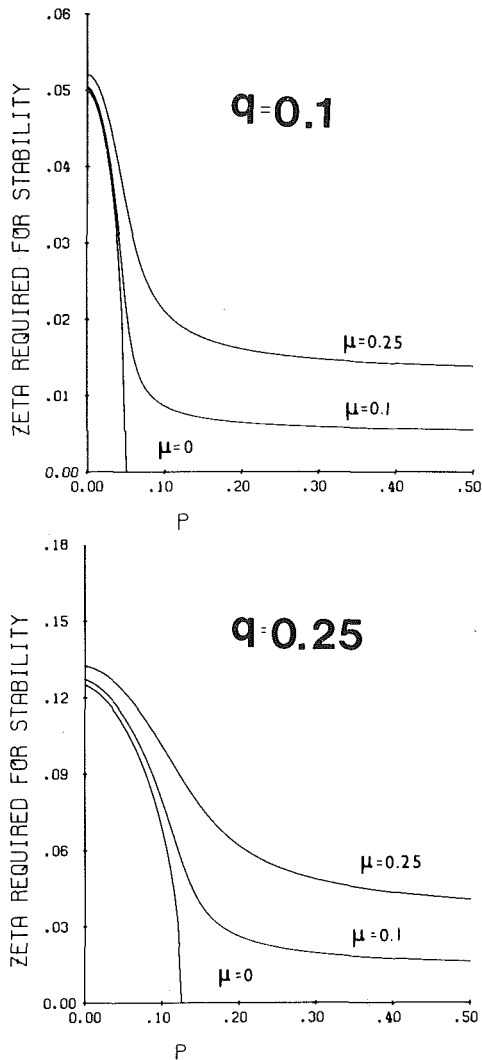 .06
q=0.1
.05
.04
.03
.02
μ=0.25
.01
μ=0.1
μ=0
0.00
0.00 .10 .20 .30 .40 .50
P
ZETA REQUIRED FOR STABILITY
.18
q=0.25
.15
.12
.09
.06
μ=0.25
.03
μ=0.1
μ=0
0.00
0.00 .10 .20 .30 .40 .50
P
ZETA REQUIRED FOR STABILITY